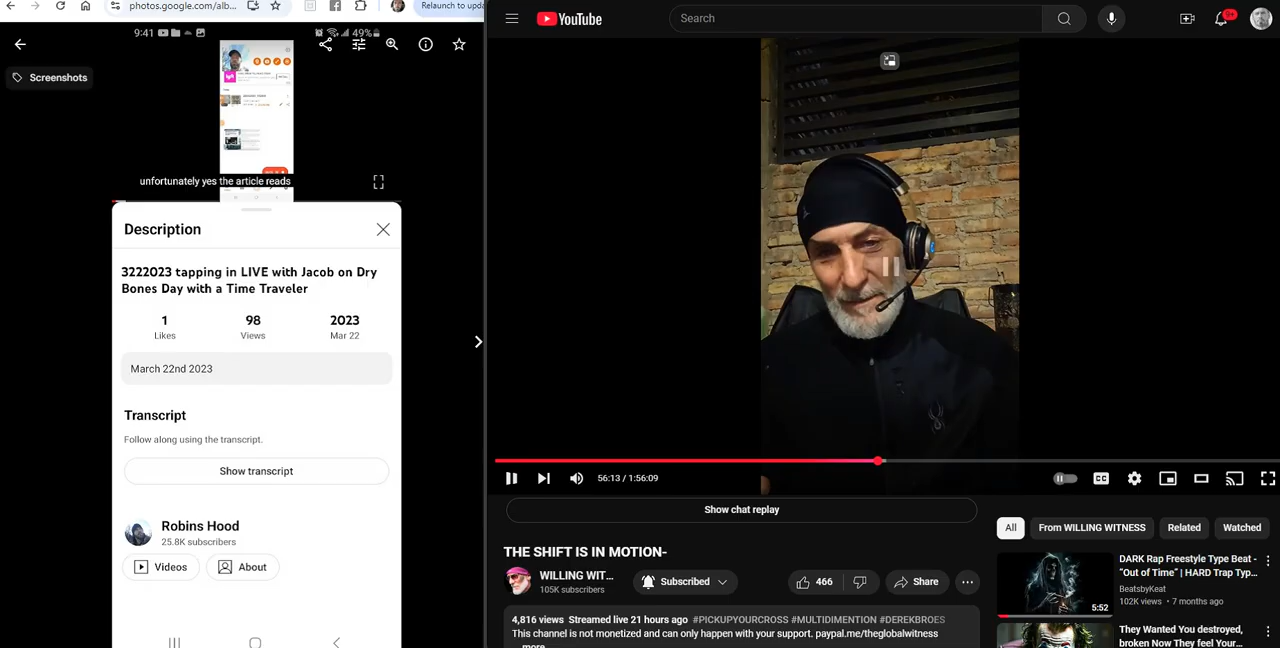 photos.google.com/alb...
Relaunch to upda
9:41
49%
Screenshots
unfortunately yes the article reads
Description
3222023 tapping in LIVE with Jacob on Dry
Bones Day with a Time Traveler
1
98
2023
Likes
Views
Mar 22
March 22nd 2023
Transcript
Follow along using the transcript.
Show transcript
Robins Hood
25.8K subscribers
Videos
About
YouTube
Search
9+
56:13 / 1:56:09
CC
Show chat replay
THE SHIFT IS IN MOTION-
WILLING WIT...
105K subscribers
Subscribed
466
Share
4,816 views Streamed live 21 hours ago #PICKUPYOURCROSS #MULTIDIMENTION #DEREKBROES
This channel is not monetized and can only happen with your support. paypal.me/theglobalwitness
more
All
From WILLING WITNESS
Related
Watched
5:52
DARK Rap Freestyle Type Beat -
"Out of Time" | HARD Trap Typ...
BeatsbyKeat
102K views • 7 months ago
They Wanted You destroyed,
broken Now They feel Your...